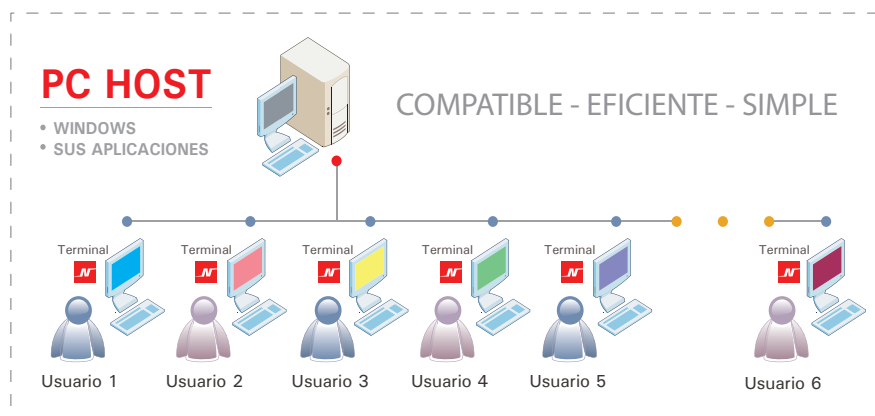 PC HOST
• WINDOWS
• SUS APLICACIONES
COMPATIBLE - EFICIENTE - SIMPLE
Terminal
Terminal
Terminal
Terminal
Terminal
Terminal
N
N
N
N
N
N
Usuario 1
Usuario 2
Usuario 3
Usuario 4
Usuario 5
Usuario 6